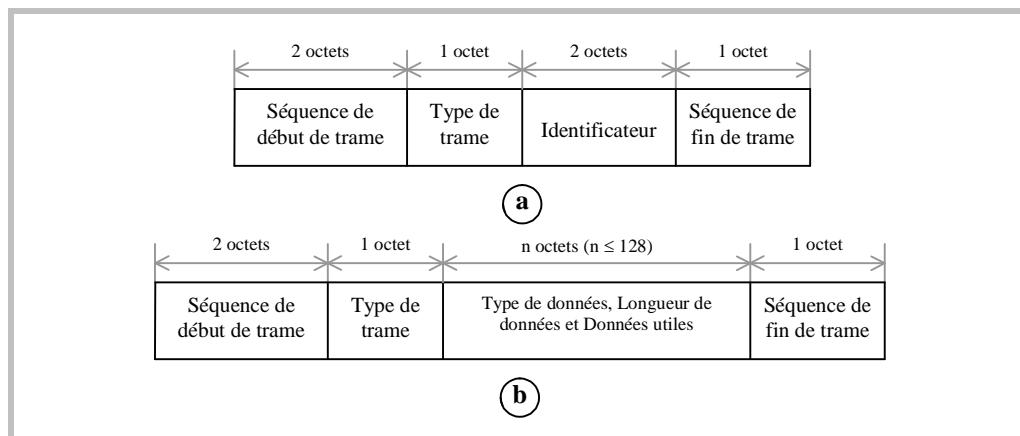 2 octets 1 octet 2 octets 1 octet
Séquence de début de trame
Type de trame
Identificateur
Séquence de fin de trame
a
2 octets 1 octet n octets (n ≤ 128) 1 octet
Séquence de début de trame
Type de trame
Type de données, Longueur de données et Données utiles
Séquence de fin de trame
b